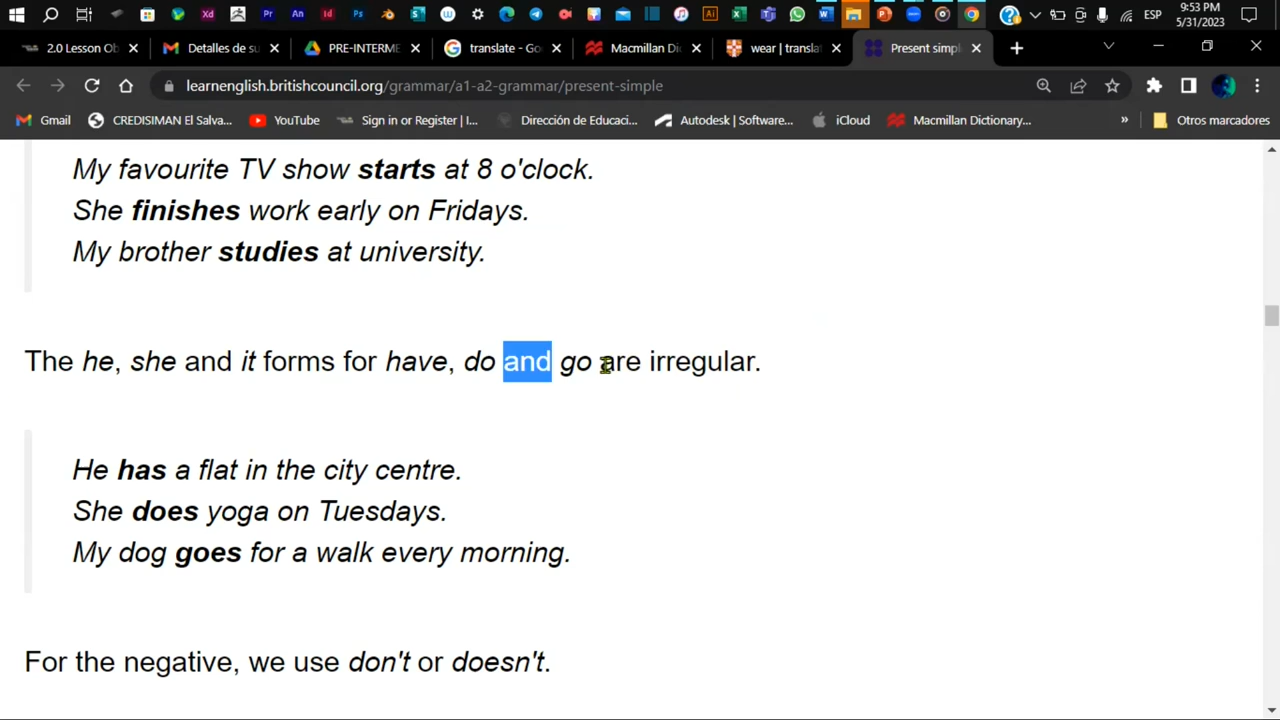 ESP
9:53 PM
5/31/2023
2.0 Lesson Ob
Detalles de su
PRE-INTERME
translate - Go
Macmillan Di
wear | transla
Present simpl
learnenglish.britishcouncil.org/grammar/a1-a2-grammar/present-simple
Gmail
CREDISIMAN El Salva...
YouTube
Sign in or Register | I...
Dirección de Educaci...
Autodesk | Software...
iCloud
Macmillan Dictionary...
»
Otros marcadores
My favourite TV show starts at 8 o'clock.
She finishes work early on Fridays.
My brother studies at university.
The he, she and it forms for have, do and go are irregular.
He has a flat in the city centre.
She does yoga on Tuesdays.
My dog goes for a walk every morning.
For the negative, we use don't or doesn't.